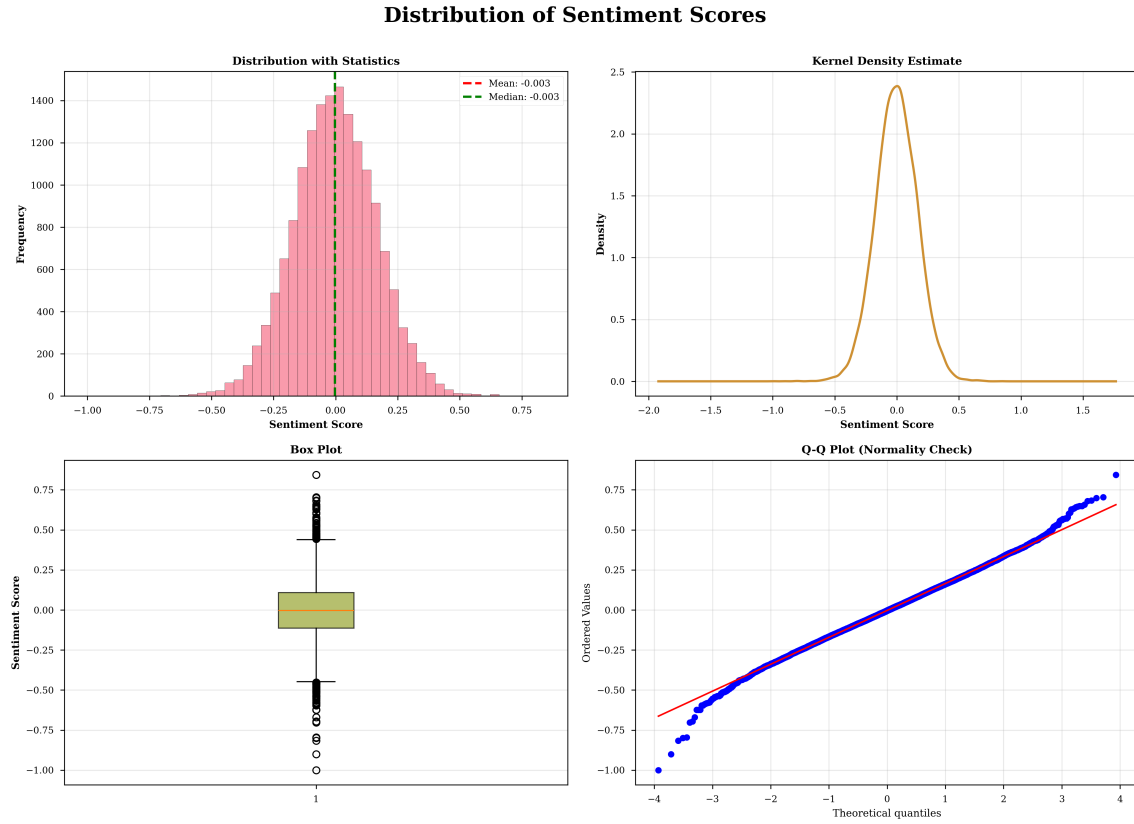 Distribution of Sentiment Scores
Distribution with Statistics
Mean: -0.003
Median: -0.003
Frequency
1400
1200
1000
800
600
400
200
0
−1.00 −0.75 −0.50 −0.25 0.00 0.25 0.50 0.75
Sentiment Score
Kernel Density Estimate
Density
2.5
2.0
1.5
1.0
0.5
0.0
−2.0 −1.5 −1.0 −0.5 0.0 0.5 1.0 1.5
Sentiment Score
Box Plot
Sentiment Score
0.75
0.50
0.25
0.00
−0.25
−0.50
−0.75
−1.00
1
Q-Q Plot (Normality Check)
Ordered Values
0.75
0.50
0.25
0.00
−0.25
−0.50
−0.75
−1.00
−4 −3 −2 −1 0 1 2 3 4
Theoretical quantiles